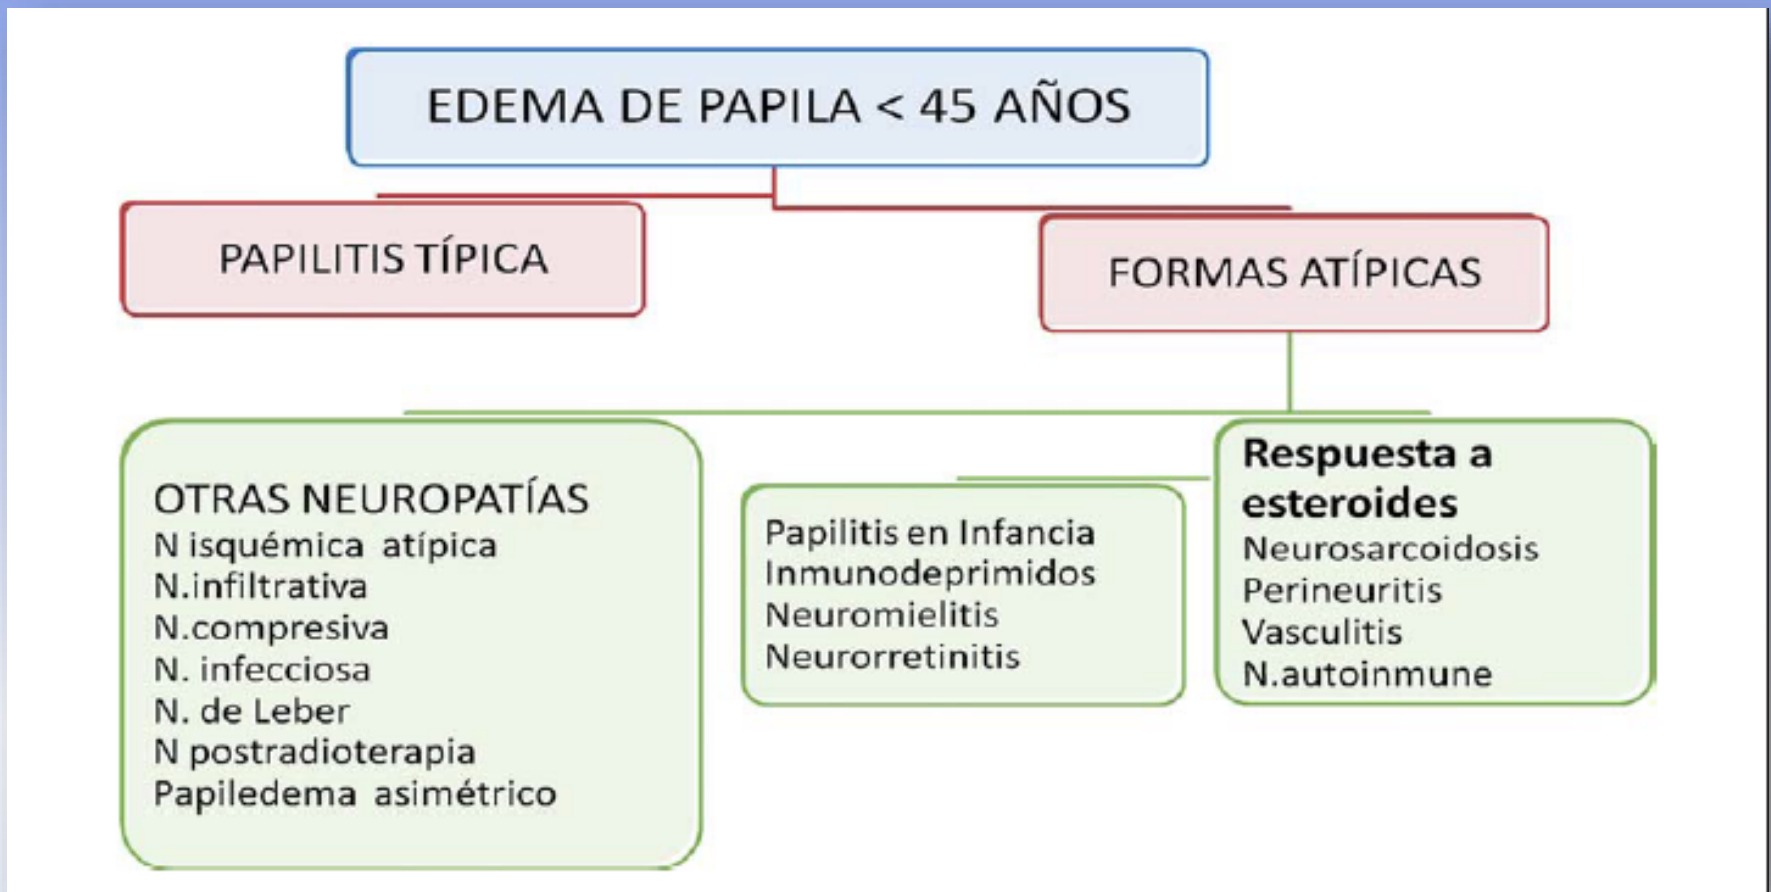 EDEMA DE PAPILA < 45 AÑOS
PAPILITIS TÍPICA
FORMAS ATÍPICAS
OTRAS NEUROPATÍAS
N isquémica atípica
N.infiltrativa
N.compresiva
N. infecciosa
N. de Leber
N postradioterapia
Papiledema asimétrico
Papilitis en Infancia
Inmunodeprimidos
Neuromielitis
Neurorretinitis
Respuesta a
esteroides
Neurosarcoidosis
Perineuritis
Vasculitis
N.autoinmune